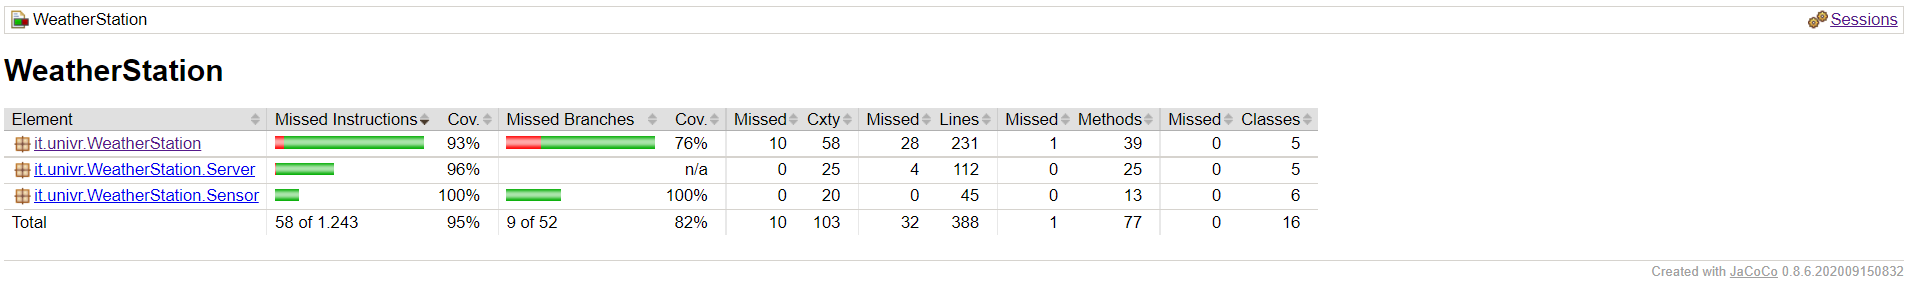 WeatherStation Sessions
WeatherStation
Element Missed Instructions Cov. Missed Branches Cov. Missed Cxty Missed Lines Missed Methods Missed Classes
it.univr.WeatherStation 93% 76% 10 58 28 231 1 39 0 5
it.univr.WeatherStation.Server 96% n/a 0 25 4 112 0 25 0 5
it.univr.WeatherStation.Sensor 100% 100% 0 20 0 45 0 13 0 6
Total 58 of 1.243 95% 9 of 52 82% 10 103 32 388 1 77 0 16
Created with JaCoCo 0.8.6.202009150832